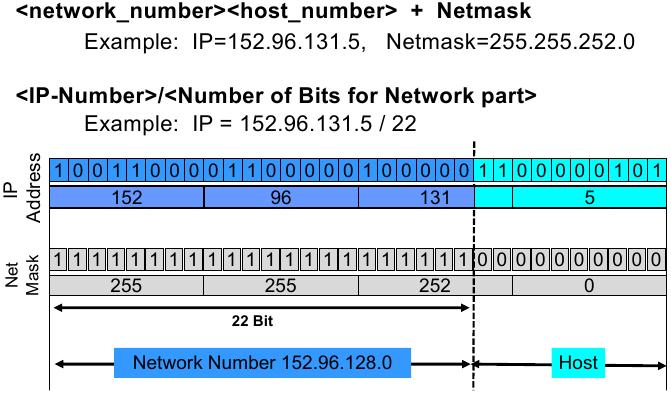 <network_number><host_number> + Netmask
Example: IP=152.96.131.5, Netmask=255.255.252.0
<IP-Number>/<Number of Bits for Network part>
Example: IP = 152.96.131.5 / 22
IP Address
1 0 0 1 1 0 0 0 0 1 1 0 0 0 0 0 1 0 0 0 0 0 1 1 0 0 0 0 0 1 0 1
152 96 131 5
Net Mask
1 1 1 1 1 1 1 1 1 1 1 1 1 1 1 1 1 1 1 1 1 1 0 0 0 0 0 0 0 0 0 0
255 255 252 0
22 Bit
Network Number 152.96.128.0 Host